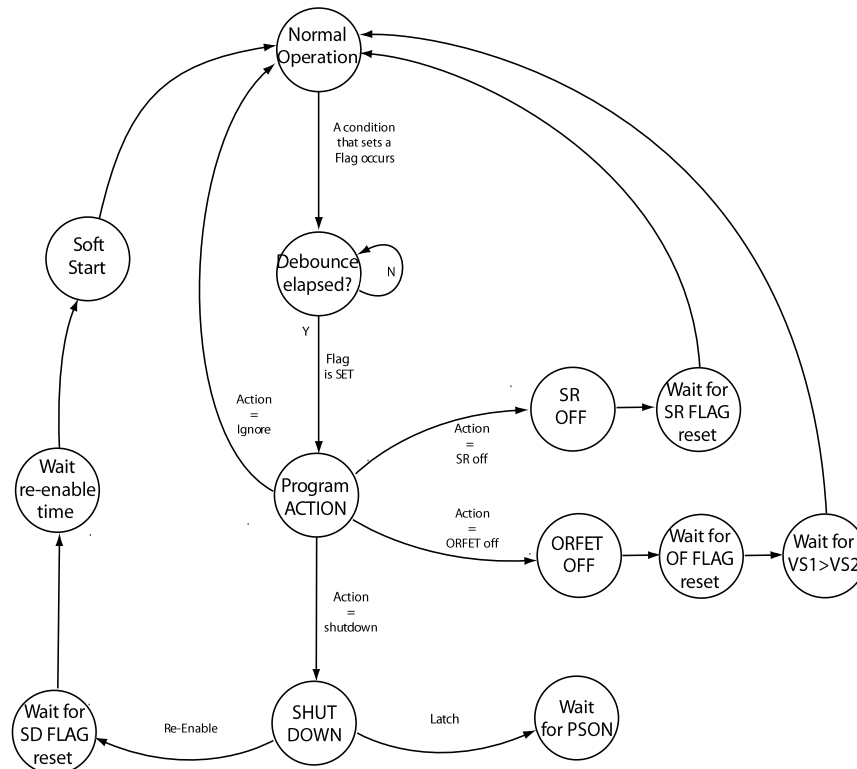 Normal
Operation
A condition
that sets a
Flag occurs
Soft
Start
Debounce
elapsed?
N
Y
Flag
is SET
Action
=
Ignore
SR
OFF
Wait for
SR FLAG
reset
Action
=
SR off
Wait
re-enable
time
Program
ACTION
Action
=
ORFET off
ORFET
OFF
Wait for
OF FLAG
reset
Wait for
VS1>VS2
Action
=
shutdown
Wait for
SD FLAG
reset
Re-Enable
SHUT
DOWN
Latch
Wait
for PSON